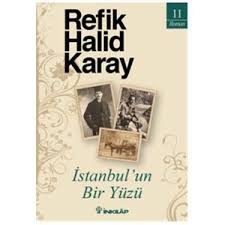 Refik
Halid
Karay
11
Roman
İstanbul'un
Bir Yüzü
İNKILÂP